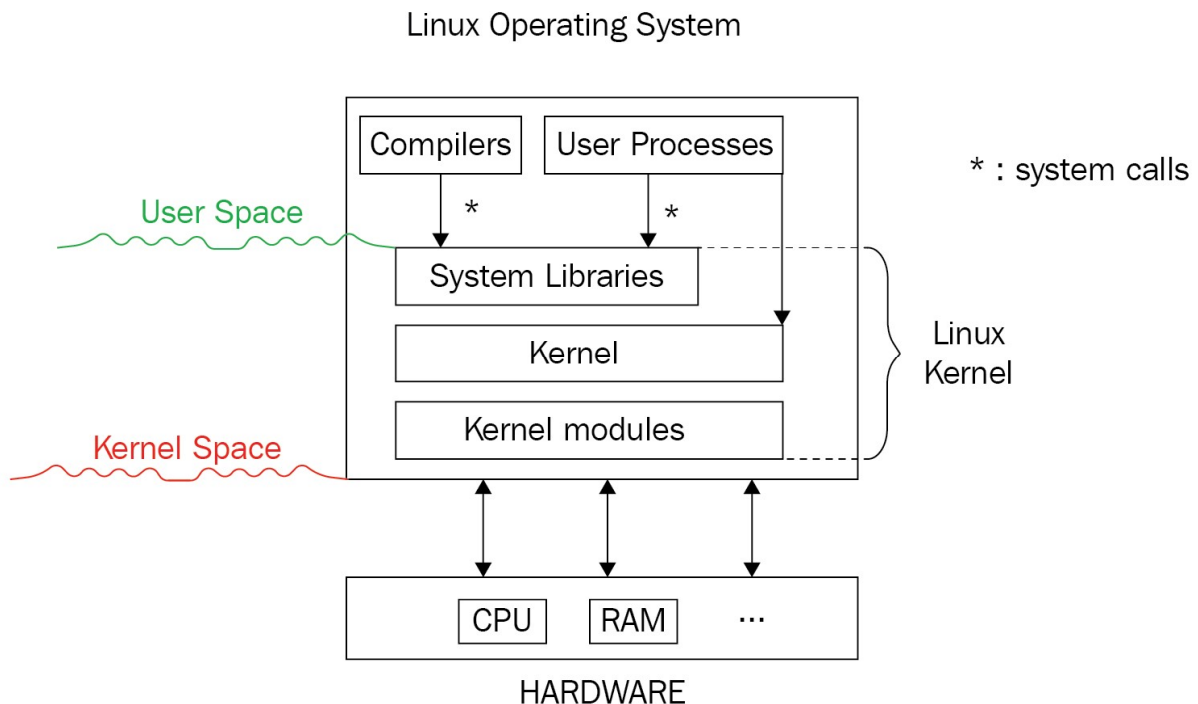 Linux Operating System
Compilers
User Processes
* : system calls
*
*
User Space
System Libraries
Linux
Kernel
Kernel
Kernel modules
Kernel Space
CPU
RAM
...
HARDWARE